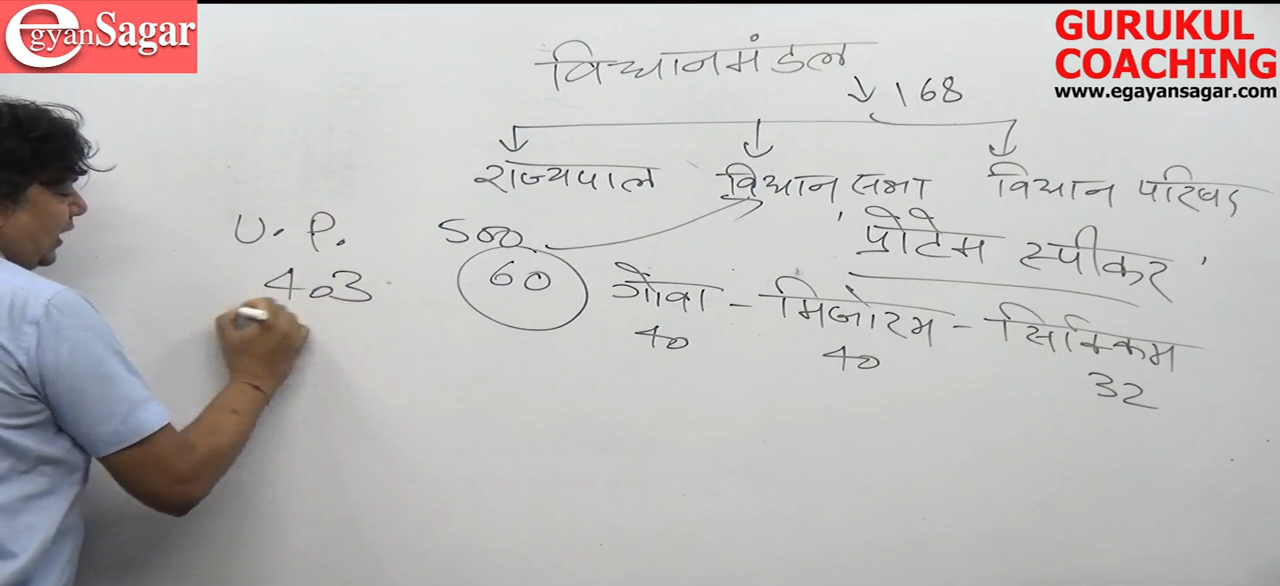 egyanSagar
GURUKUL
COACHING
www.egayansagar.com
विधानमंडल
168
राज्यपाल विधान सभा विधान परिषद
U.P. 500 'प्रोटेम स्पीकर'
403 60 गोवा - मिजोरम - सिक्किम
40 40 32